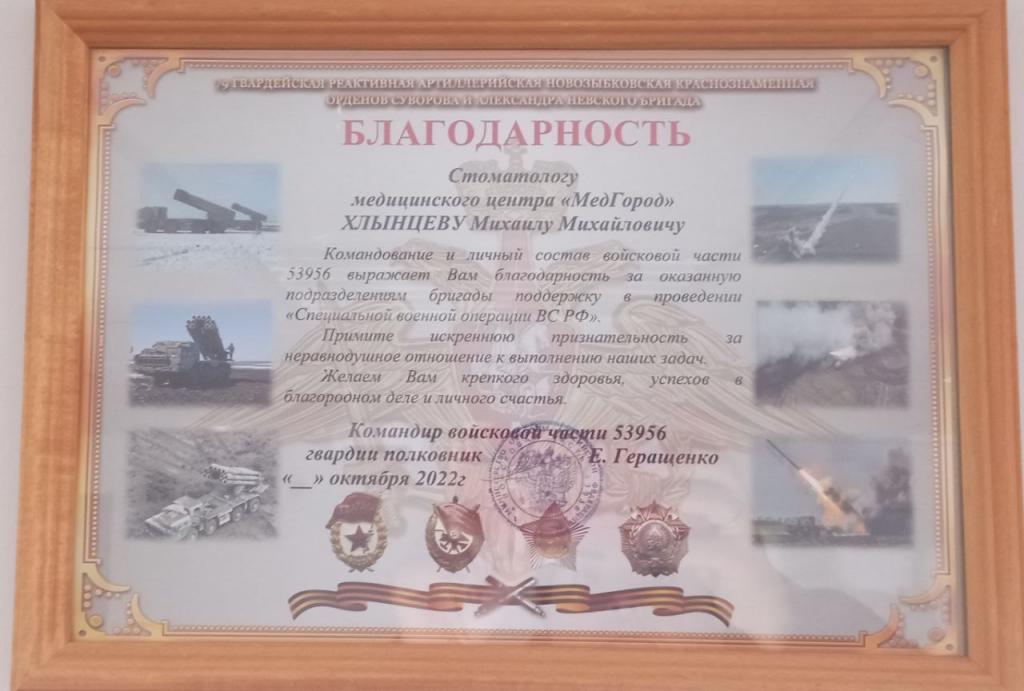 79 ГВАРДЕЙСКАЯ РЕАКТИВНАЯ АРТИЛЛЕРИЙСКАЯ НОВОЗЫБКОВСКАЯ КРАСНОЗНАМЕННАЯ
ОРДЕНОВ СУВОРОВА И АЛЕКСАНДРА НЕВСКОГО БРИГАДА
БЛАГОДАРНОСТЬ
Стоматологу
медицинского центра «МедГород»
ХЛЫНЦЕВУ Михаилу Михайловичу
Командование и личный состав войсковой части
53956 выражает Вам благодарность за оказанную
подразделениям бригады поддержку в проведении
«Специальной военной операции ВС РФ».
Примите искреннюю признательность за
неравнодушное отношение к выполнению наших задач.
Желаем Вам крепкого здоровья, успехов в
благородном деле и личного счастья.
Командир войсковой части 53956
гвардии полковник Е. Геращенко
«__» октября 2022г